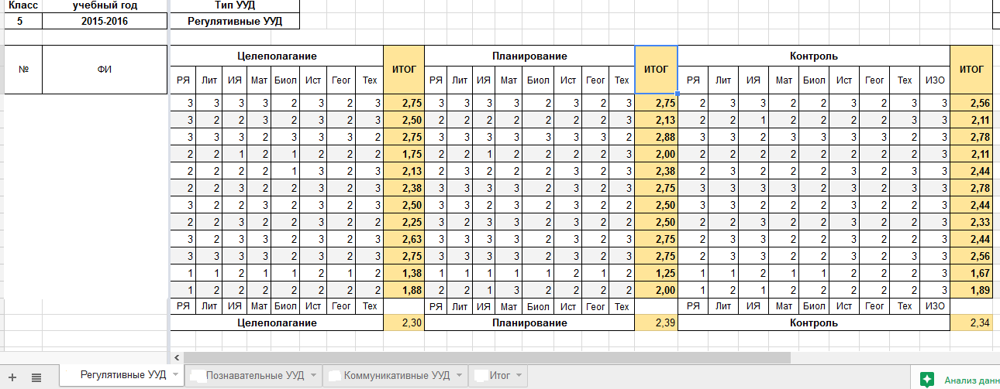 Класс учебный год Тип УУД
5 2015-2016 Регулятивные УУД
№ ФИ Целеполагание ИТОГ Планирование ИТОГ Контроль ИТОГ
РЯ Лит ИЯ Мат Биол Ист Геог Тех РЯ Лит ИЯ Мат Биол Ист Геог Тех РЯ Лит ИЯ Мат Биол Ист Геог Тех ИЗО
3 3 3 3 2 3 2 3 2,75 3 3 3 3 2 3 2 3 2,75 2 3 3 2 2 3 2 3 3 2,56
3 2 2 3 2 3 2 3 2,50 2 2 2 2 2 2 2 3 2,13 2 2 1 2 2 2 2 3 3 2,11
3 3 3 2 3 3 3 2 2,75 3 3 3 3 3 3 3 2 2,88 3 3 2 3 3 3 3 2 3 2,78
2 2 1 2 1 2 2 2 1,75 2 2 1 2 2 2 2 3 2,00 2 2 2 2 2 2 2 2 3 2,11
2 2 2 2 1 3 2 3 2,13 2 3 2 2 2 3 2 3 2,38 2 3 2 2 2 3 2 3 3 2,44
2 2 3 2 2 3 2 3 2,38 3 3 3 3 2 3 2 3 2,75 3 3 3 3 2 3 2 3 3 2,78
3 2 2 3 2 3 2 3 2,50 3 3 2 3 2 3 2 2 2,50 3 3 2 2 2 3 2 2 3 2,44
2 2 3 2 2 3 2 2 2,25 3 2 3 3 2 3 2 2 2,50 2 2 3 2 2 3 2 2 3 2,33
3 2 3 3 2 3 2 3 2,63 3 3 3 3 2 3 2 3 2,75 2 3 3 2 2 3 2 2 3 2,44
3 3 3 3 2 3 2 3 2,75 3 3 3 3 2 3 2 3 2,75 2 3 3 2 2 3 2 3 3 2,56
1 1 2 1 1 2 1 2 1,38 1 1 1 1 1 2 1 2 1,25 1 1 2 1 1 2 2 2 3 1,67
1 2 2 2 2 2 2 2 1,88 2 2 1 3 2 2 2 2 2,00 1 2 1 2 2 2 2 2 3 1,89
РЯ Лит ИЯ Мат Биол Ист Геог Тех РЯ Лит ИЯ Мат Биол Ист Геог Тех РЯ Лит ИЯ Мат Биол Ист Геог Тех ИЗО
Целеполагание 2,30 Планирование 2,39 Контроль 2,34
Регулятивные УУД Познавательные УУД Коммуникативные УУД Итог Анализ данн